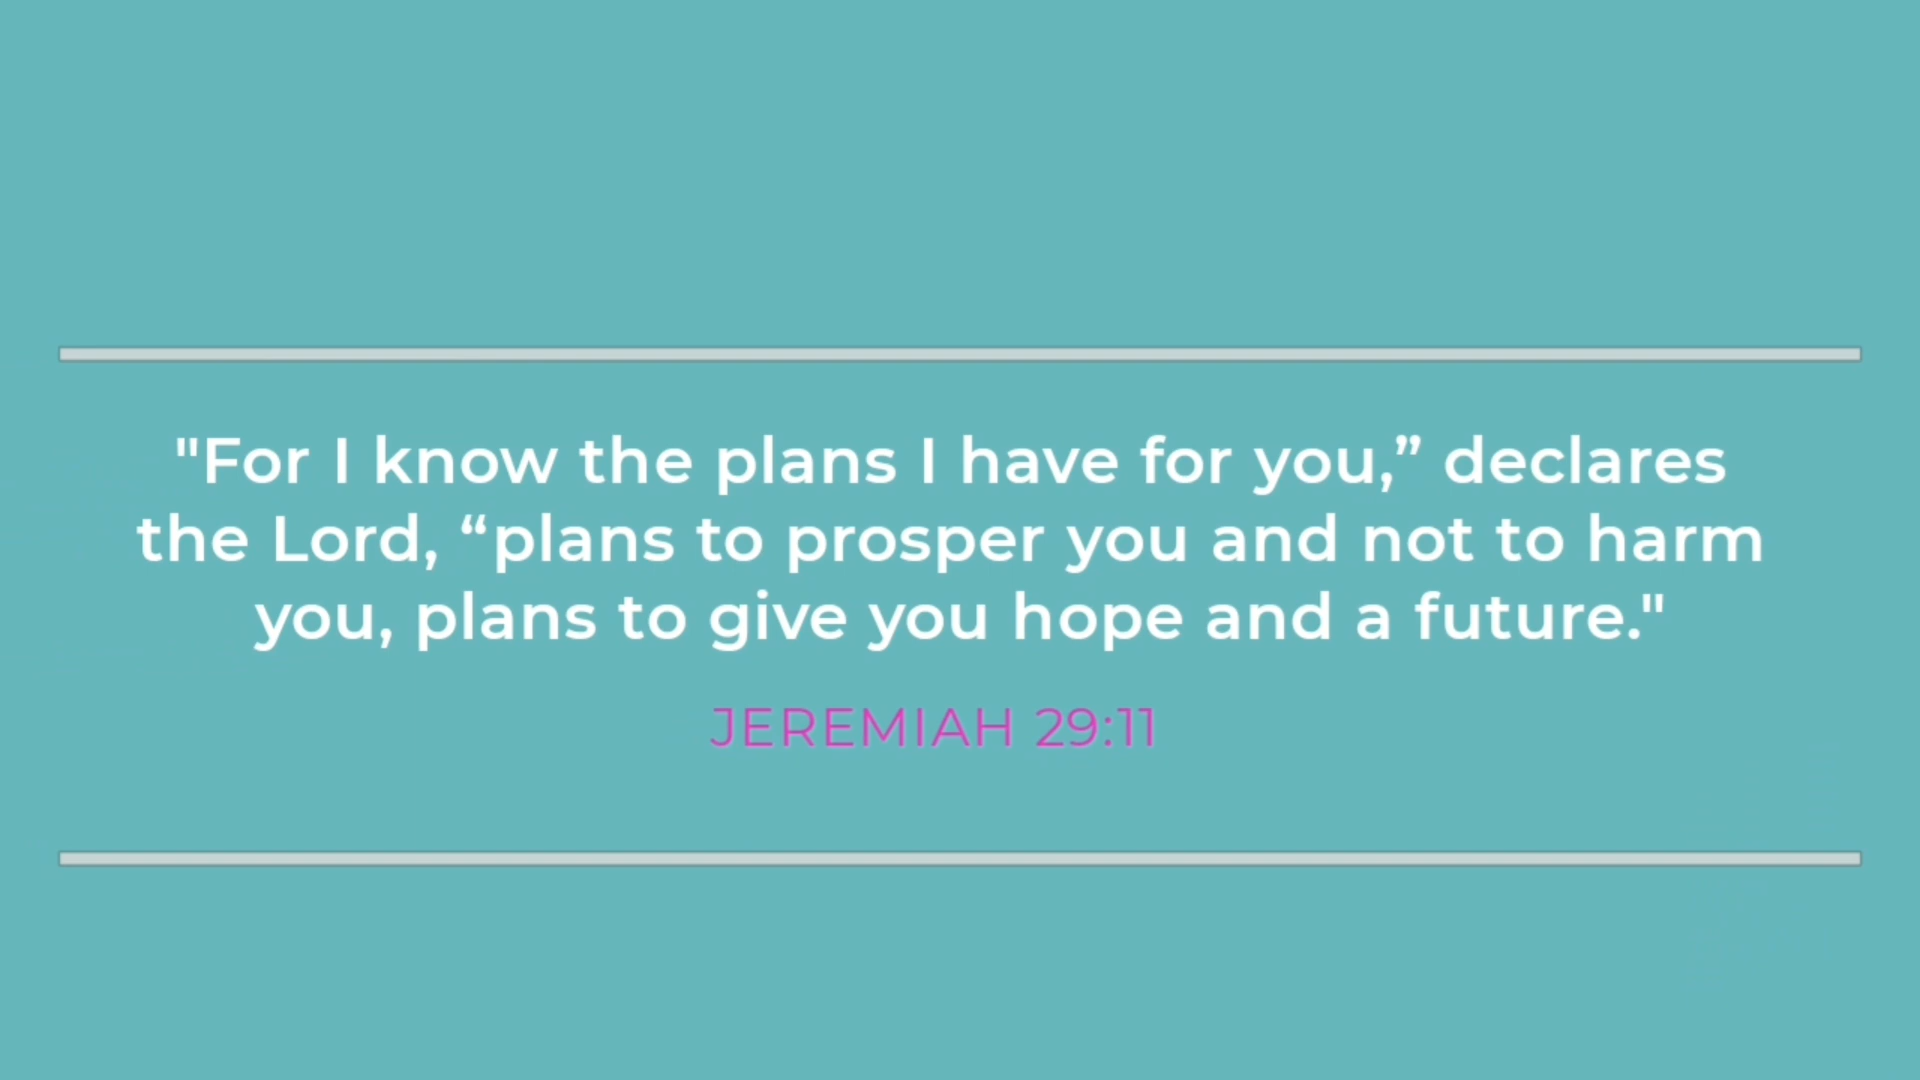 "For I know the plans I have for you,” declares
the Lord, “plans to prosper you and not to harm
you, plans to give you hope and a future."
JEREMIAH 29:11